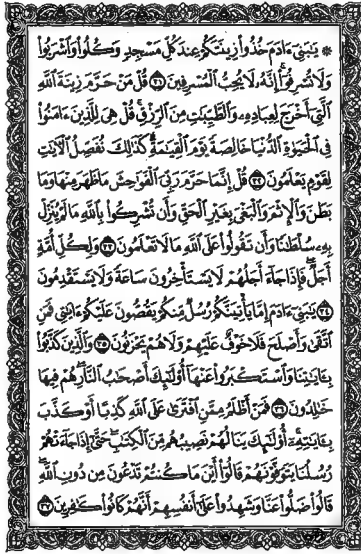 ۞ يَـٰبَنِىٓ ءَادَمَ خُذُوا۟ زِينَتَكُمْ عِندَ كُلِّ مَسْجِدٍ وَكُلُوا۟ وَٱشْرَبُوا۟
وَلَا تُسْرِفُوٓا۟ إِنَّهُۥ لَا يُحِبُّ ٱلْمُسْرِفِينَ ٣١ قُلْ مَنْ حَرَّمَ زِينَةَ ٱللَّهِ
ٱلَّتِىٓ أَخْرَجَ لِعِبَادِهِۦ وَٱلطَّيِّبَـٰتِ مِنَ ٱلرِّزْقِ قُلْ هِىَ لِلَّذِينَ ءَامَنُوا۟
فِى ٱلْحَيَوٰةِ ٱلدُّنْيَا خَالِصَةً يَوْمَ ٱلْقِيَـٰمَةِ كَذَٰلِكَ نُفَصِّلُ ٱلْـَٔايَـٰتِ
لِقَوْمٍ يَعْلَمُونَ ٣٢ قُلْ إِنَّمَا حَرَّمَ رَبِّىَ ٱلْفَوَٰحِشَ مَا ظَهَرَ مِنْهَا وَمَا
بَطَنَ وَٱلْإِثْمَ وَٱلْبَغْىَ بِغَيْرِ ٱلْحَقِّ وَأَن تُشْرِكُوا۟ بِٱللَّهِ مَا لَمْ يُنَزِّلْ
بِهِۦ سُلْطَـٰنًا وَأَن تَقُولُوا۟ عَلَى ٱللَّهِ مَا لَا تَعْلَمُونَ ٣٣ وَلِكُلِّ أُمَّةٍ
أَجَلٌ فَإِذَا جَآءَ أَجَلُهُمْ لَا يَسْتَأْخِرُونَ سَاعَةً وَلَا يَسْتَقْدِمُونَ
٣٤ يَـٰبَنِىٓ ءَادَمَ إِمَّا يَأْتِيَنَّكُمْ رُسُلٌ مِّنكُمْ يَقُصُّونَ عَلَيْكُمْ ءَايَـٰتِى فَمَنِ
ٱتَّقَىٰ وَأَصْلَحَ فَلَا خَوْفٌ عَلَيْهِمْ وَلَا هُمْ يَحْزَنُونَ ٣٥ وَٱلَّذِينَ كَذَّبُوا۟
بِـَٔايَـٰتِنَا وَٱسْتَكْبَرُوا۟ عَنْهَآ أُو۟لَـٰٓئِكَ أَصْحَـٰبُ ٱلنَّارِ هُمْ فِيهَا
خَـٰلِدُونَ ٣٦ فَمَنْ أَظْلَمُ مِمَّنِ ٱفْتَرَىٰ عَلَى ٱللَّهِ كَذِبًا أَوْ كَذَّبَ
بِـَٔايَـٰتِهِۦٓ أُو۟لَـٰٓئِكَ يَنَالُهُمْ نَصِيبُهُم مِّنَ ٱلْكِتَـٰبِ حَتَّىٰٓ إِذَا جَآءَتْهُمْ
رُسُلُنَا يَتَوَفَّوْنَهُمْ قَالُوٓا۟ أَيْنَ مَا كُنتُمْ تَدْعُونَ مِن دُونِ ٱللَّهِ
قَالُوا۟ ضَلُّوا۟ عَنَّا وَشَهِدُوا۟ عَلَىٰٓ أَنفُسِهِمْ أَنَّهُمْ كَانُوا۟ كَـٰفِرِينَ ٣٧